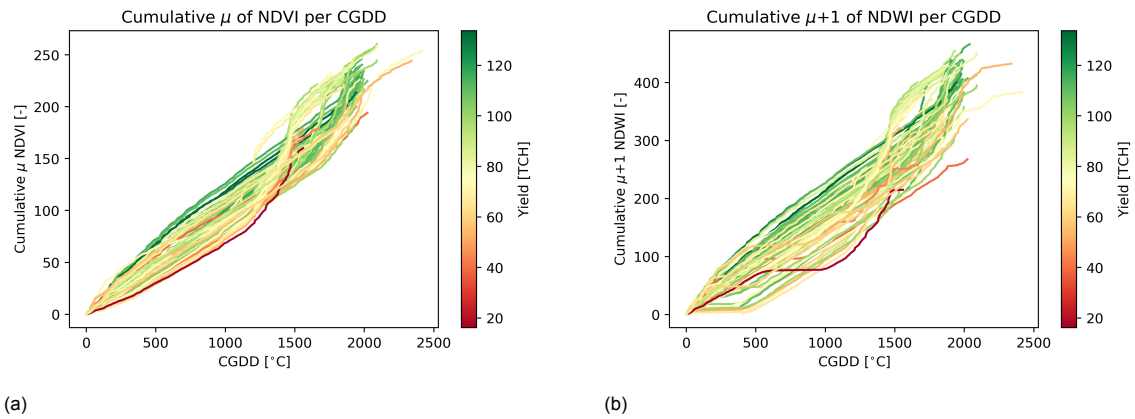 Cumulative μ of NDVI per CGDD
250
200
150
100
50
0
Cumulative μ NDVI [-]
0 500 1000 1500 2000 2500
CGDD [°C]
120
100
80
60
40
20
Yield [TCH]
(a)
Cumulative μ+1 of NDWI per CGDD
400
300
200
100
0
Cumulative μ+1 NDWI [-]
0 500 1000 1500 2000 2500
CGDD [°C]
120
100
80
60
40
20
Yield [TCH]
(b)